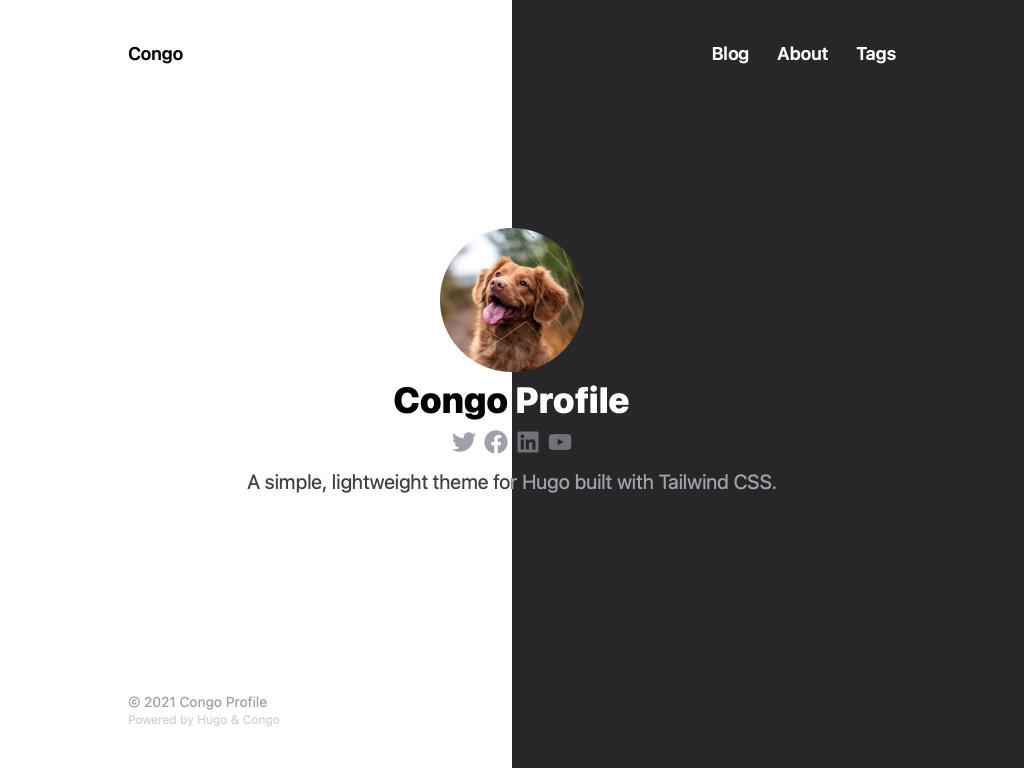 Congo
Blog About Tags
Congo Profile
A simple, lightweight theme for Hugo built with Tailwind CSS.
© 2021 Congo Profile
Powered by Hugo & Congo